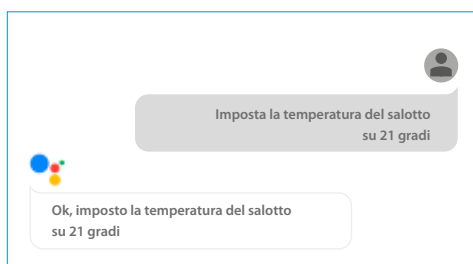 Imposta la temperatura del salotto
su 21 gradi
Ok, imposto la temperatura del salotto
su 21 gradi